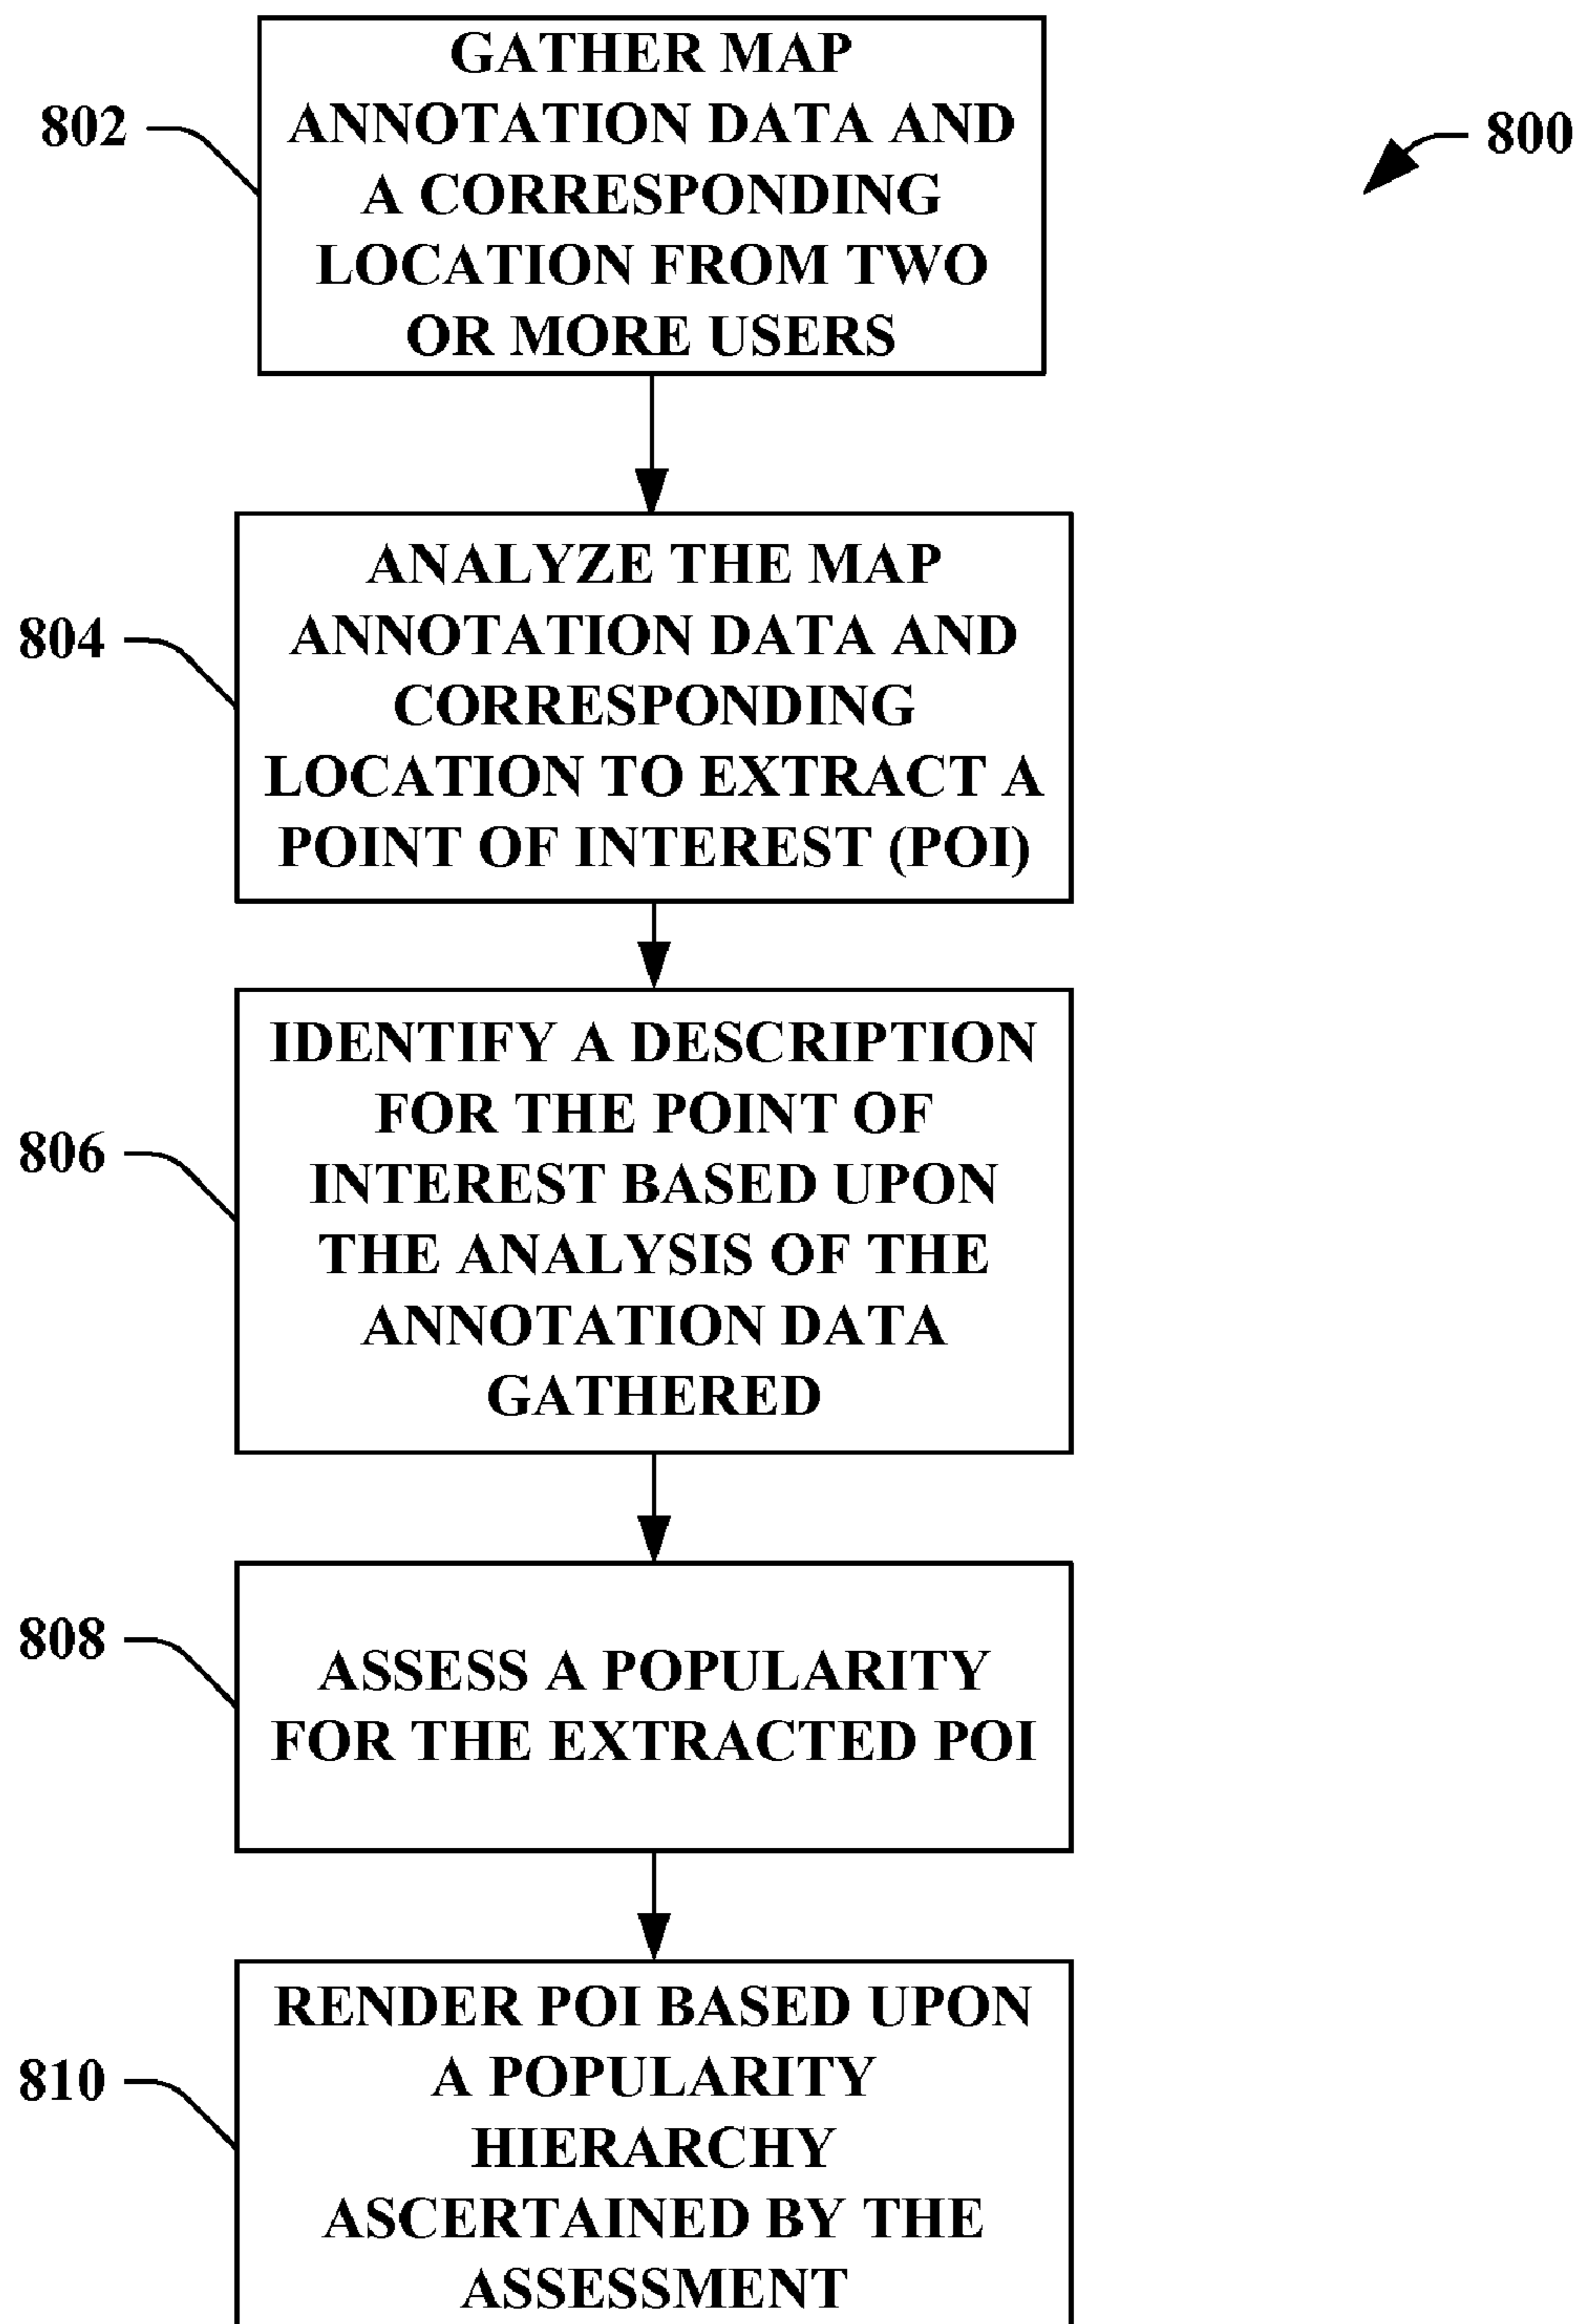 GATHER MAP
ANNOTATION DATA AND
A CORRESPONDING
LOCATION FROM TWO
OR MORE USERS
802
800
ANALYZE THE MAP
ANNOTATION DATA AND
CORRESPONDING
LOCATION TO EXTRACT A
POINT OF INTEREST (POI)
804
IDENTIFY A DESCRIPTION
FOR THE POINT OF
INTEREST BASED UPON
THE ANALYSIS OF THE
ANNOTATION DATA
GATHERED
806
ASSESS A POPULARITY
FOR THE EXTRACTED POI
808
RENDER POI BASED UPON
A POPULARITY
HIERARCHY
ASCERTAINED BY THE
ASSESSMENT
810